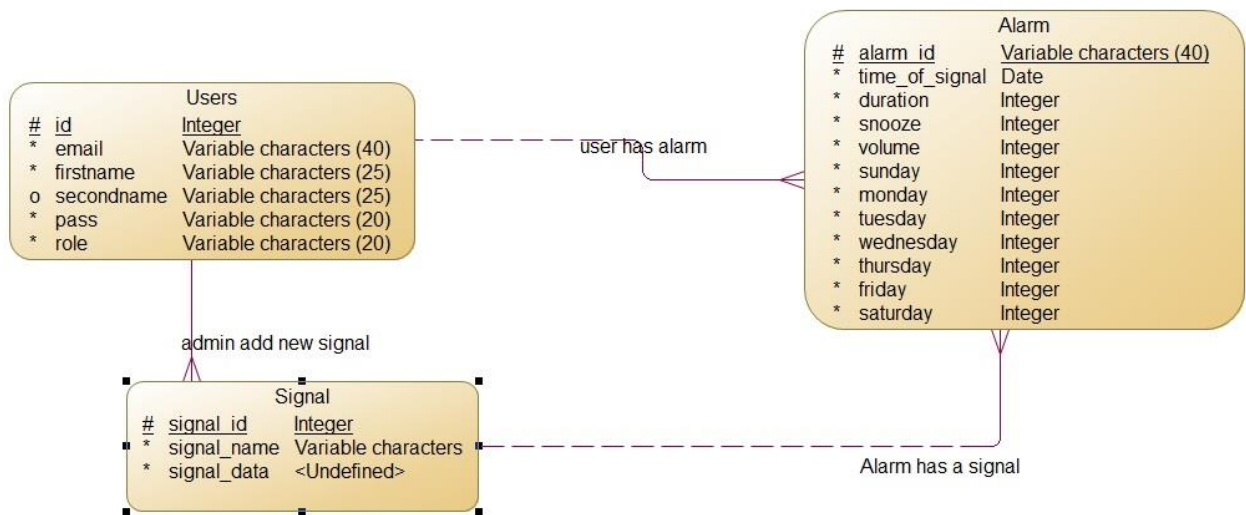 Users
# id Integer
* email Variable characters (40)
* firstname Variable characters (25)
o secondname Variable characters (25)
* pass Variable characters (20)
* role Variable characters (20)
user has alarm
Alarm
# alarm_id Variable characters (40)
* time_of_signal Date
* duration Integer
* snooze Integer
* volume Integer
* sunday Integer
* monday Integer
* tuesday Integer
* wednesday Integer
* thursday Integer
* friday Integer
* saturday Integer
admin add new signal
Signal
# signal_id Integer
* signal_name Variable characters
* signal_data <Undefined>
Alarm has a signal